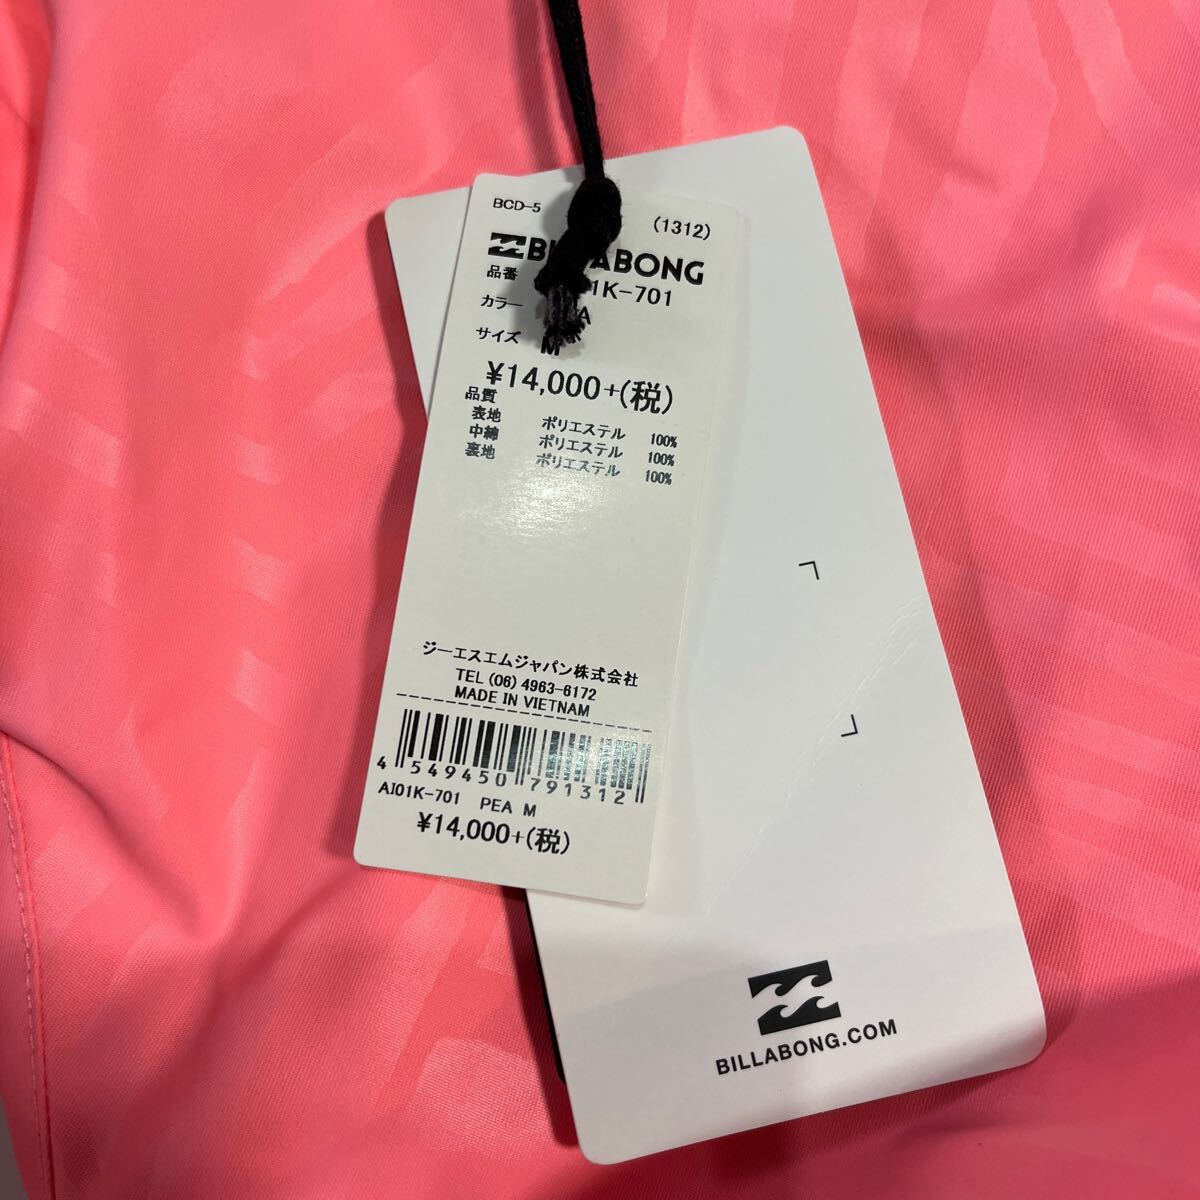 BCD-5 (1312)
BILLABONG
品番 1K-701
カラー A
サイズ M
¥14,000+(税)
品質
表地 ポリエステル 100%
中綿 ポリエステル 100%
裏地 ポリエステル 100%
ジーエスエムジャパン株式会社
TEL (06) 4963-6172
MADE IN VIETNAM
4 549450 791312
AI01K-701 PEA M
¥14,000+(税)
BILLABONG.COM